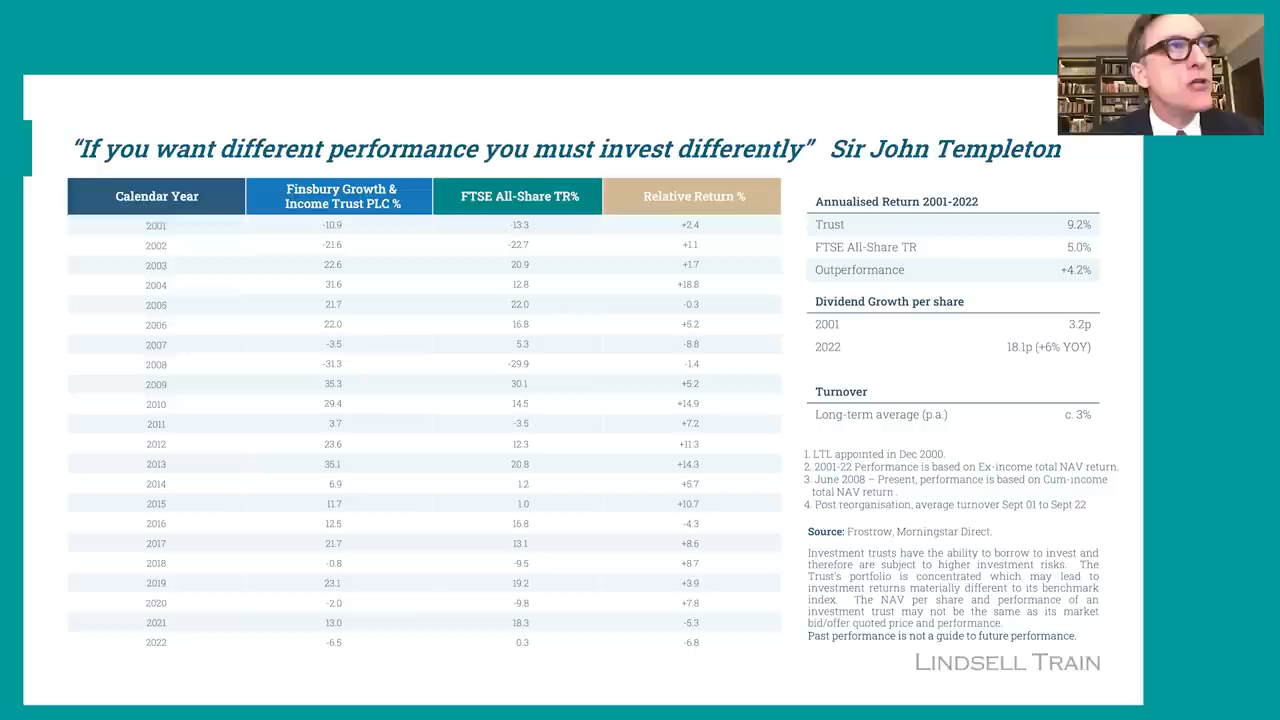 “If you want different performance you must invest differently” Sir John Templeton
Calendar Year Finsbury Growth & Income Trust PLC % FTSE All-Share TR% Relative Return %
2001 -10.9 -13.3 +2.4
2002 -21.6 -22.7 +1.1
2003 22.6 20.9 +1.7
2004 31.6 12.8 +18.8
2005 21.7 22.0 -0.3
2006 22.0 16.8 +5.2
2007 -3.5 5.3 -8.8
2008 -31.3 -29.9 -1.4
2009 35.3 30.1 +5.2
2010 29.4 14.5 +14.9
2011 3.7 -3.5 +7.2
2012 23.6 12.3 +11.3
2013 35.1 20.8 +14.3
2014 6.9 1.2 +5.7
2015 11.7 1.0 +10.7
2016 12.5 16.8 -4.3
2017 21.7 13.1 +8.6
2018 -0.8 -9.5 +8.7
2019 23.1 19.2 +3.9
2020 -2.0 -9.8 +7.8
2021 13.0 18.3 -5.3
2022 -6.5 0.3 -6.8
Annualised Return 2001-2022
Trust 9.2%
FTSE All-Share TR 5.0%
Outperformance +4.2%
Dividend Growth per share
2001 3.2p
2022 18.1p (+6% YOY)
Turnover
Long-term average (p.a.) c. 3%
1. LTL appointed in Dec 2000.
2. 2001-22 Performance is based on Ex-income total NAV return.
3. June 2008 – Present, performance is based on Cum-income
total NAV return .
4. Post reorganisation, average turnover Sept 01 to Sept 22
Source: Frostrow, Morningstar Direct.
Investment trusts have the ability to borrow to invest and
therefore are subject to higher investment risks. The
Trust's portfolio is concentrated which may lead to
investment returns materially different to its benchmark
index. The NAV per share and performance of an
investment trust may not be the same as its market
bid/offer quoted price and performance.
Past performance is not a guide to future performance.
LINDSELL TRAIN